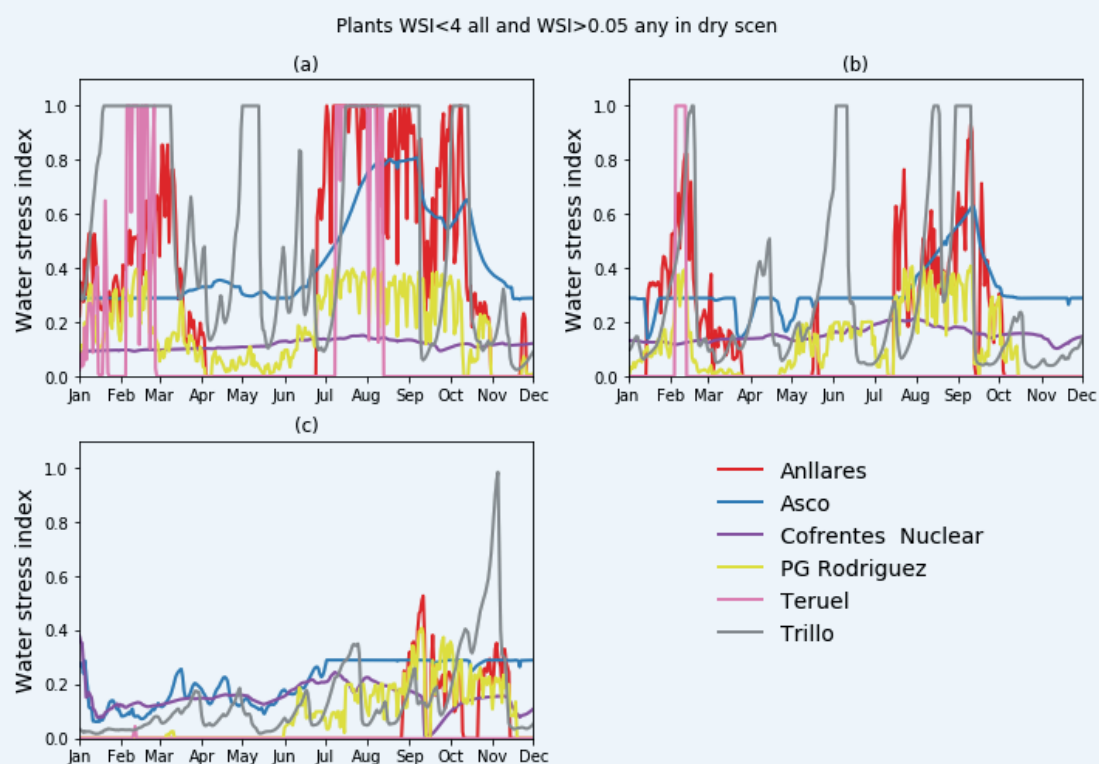 Plants WSI<4 all and WSI>0.05 any in dry scen
(a)
Water stress index
1.0
0.8
0.6
0.4
0.2
0.0
Jan Feb Mar Apr May Jun Jul Aug Sep Oct Nov Dec
(b)
Water stress index
1.0
0.8
0.6
0.4
0.2
0.0
Jan Feb Mar Apr May Jun Jul Aug Sep Oct Nov Dec
(c)
Water stress index
1.0
0.8
0.6
0.4
0.2
0.0
Jan Feb Mar Apr May Jun Jul Aug Sep Oct Nov Dec
Anllares
Asco
Cofrentes  Nuclear
PG Rodriguez
Teruel
Trillo